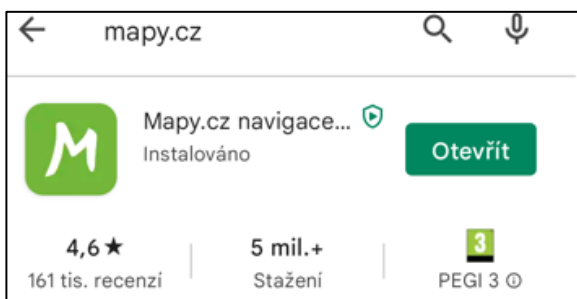 mapy.cz
M
Mapy.cz navigace...
Instalováno
Otevřít
4,6★
161 tis. recenzí
5 mil.+
Stažení
3
PEGI 3